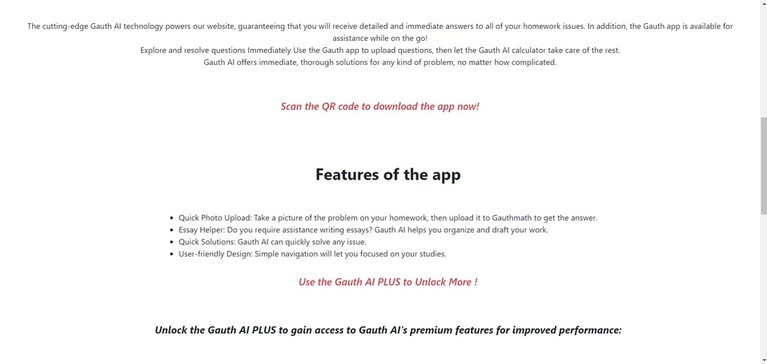 The cutting-edge Gauth AI technology powers our website, guaranteeing that you will receive detailed and immediate answers to all of your homework issues. In addition, the Gauth app is available for
assistance while on the go!
Explore and resolve questions Immediately Use the Gauth app to upload questions, then let the Gauth AI calculator take care of the rest.
Gauth AI offers immediate, thorough solutions for any kind of problem, no matter how complicated.
Scan the QR code to download the app now!
Features of the app
• Quick Photo Upload: Take a picture of the problem on your homework, then upload it to Gauthmath to get the answer.
• Essay Helper: Do you require assistance writing essays? Gauth AI helps you organize and draft your work.
• Quick Solutions: Gauth AI can quickly solve any issue.
• User-friendly Design: Simple navigation will let you focused on your studies.
Use the Gauth AI PLUS to Unlock More !
Unlock the Gauth AI PLUS to gain access to Gauth AI's premium features for improved performance: